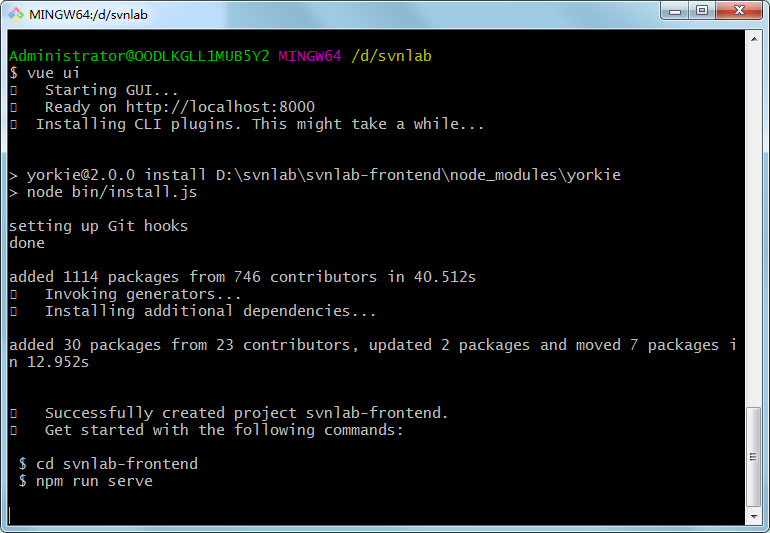 MINGW64:/d/svnlab
Administrator@OODLKGLL1MUB5Y2 MINGW64 /d/svnlab
$ vue ui
Starting GUI...
Ready on http://localhost:8000
Installing CLI plugins. This might take a while...
> yorkie@2.0.0 install D:\svnlab\svnlab-frontend\node_modules\yorkie
> node bin/install.js
setting up Git hooks
done
added 1114 packages from 746 contributors in 40.512s
Invoking generators...
Installing additional dependencies...
added 30 packages from 23 contributors, updated 2 packages and moved 7 packages i
n 12.952s
Successfully created project svnlab-frontend.
Get started with the following commands:
$ cd svnlab-frontend
$ npm run serve